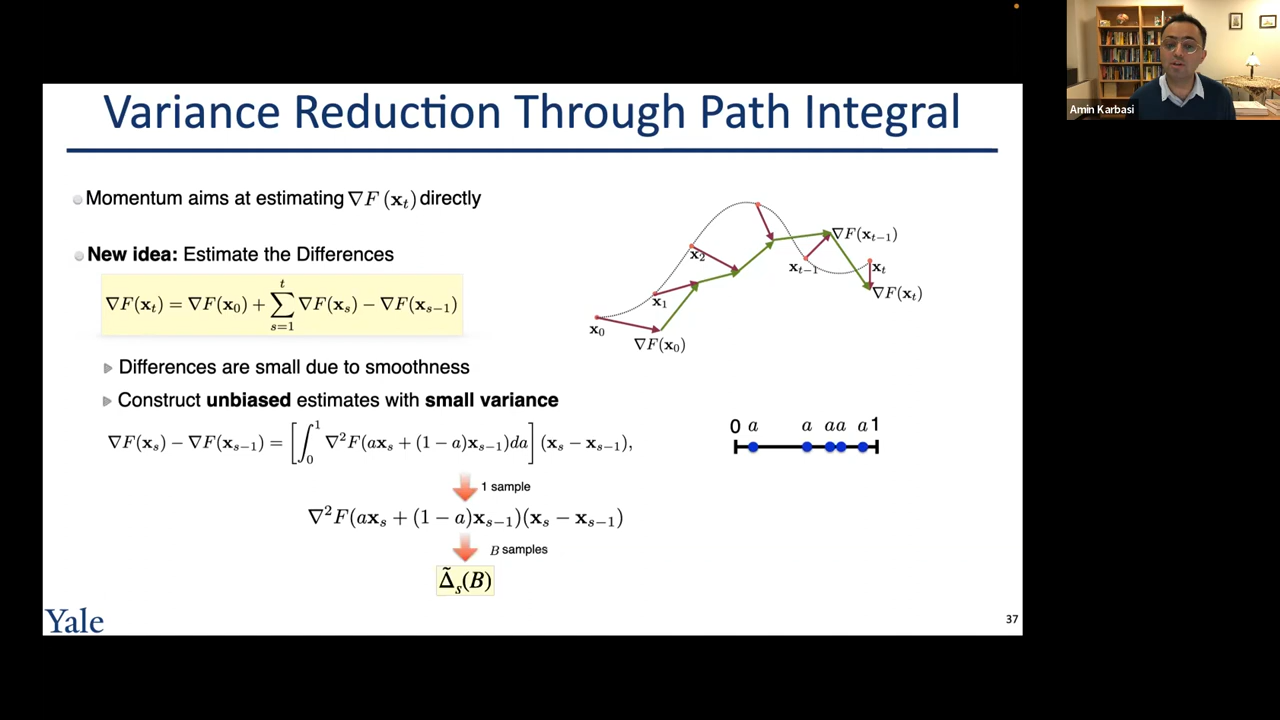 Amin Karbasi
Variance Reduction Through Path Integral
Momentum aims at estimating ∇F(x_t) directly
New idea: Estimate the Differences
∇F(x_t) = ∇F(x_0) + ∑_{s=1}^{t} ∇F(x_s) − ∇F(x_{s−1})
Differences are small due to smoothness
Construct unbiased estimates with small variance
∇F(x_s) − ∇F(x_{s−1}) = [∫_0^1 ∇²F(ax_s + (1 − a)x_{s−1})da] (x_s − x_{s−1}),
1 sample
∇²F(ax_s + (1 − a)x_{s−1})(x_s − x_{s−1})
B samples
Δ̃_s(B)
x_0
∇F(x_0)
x_1
x_2
x_{t−1}
∇F(x_{t−1})
x_t
∇F(x_t)
0 a a aa a 1
Yale
37